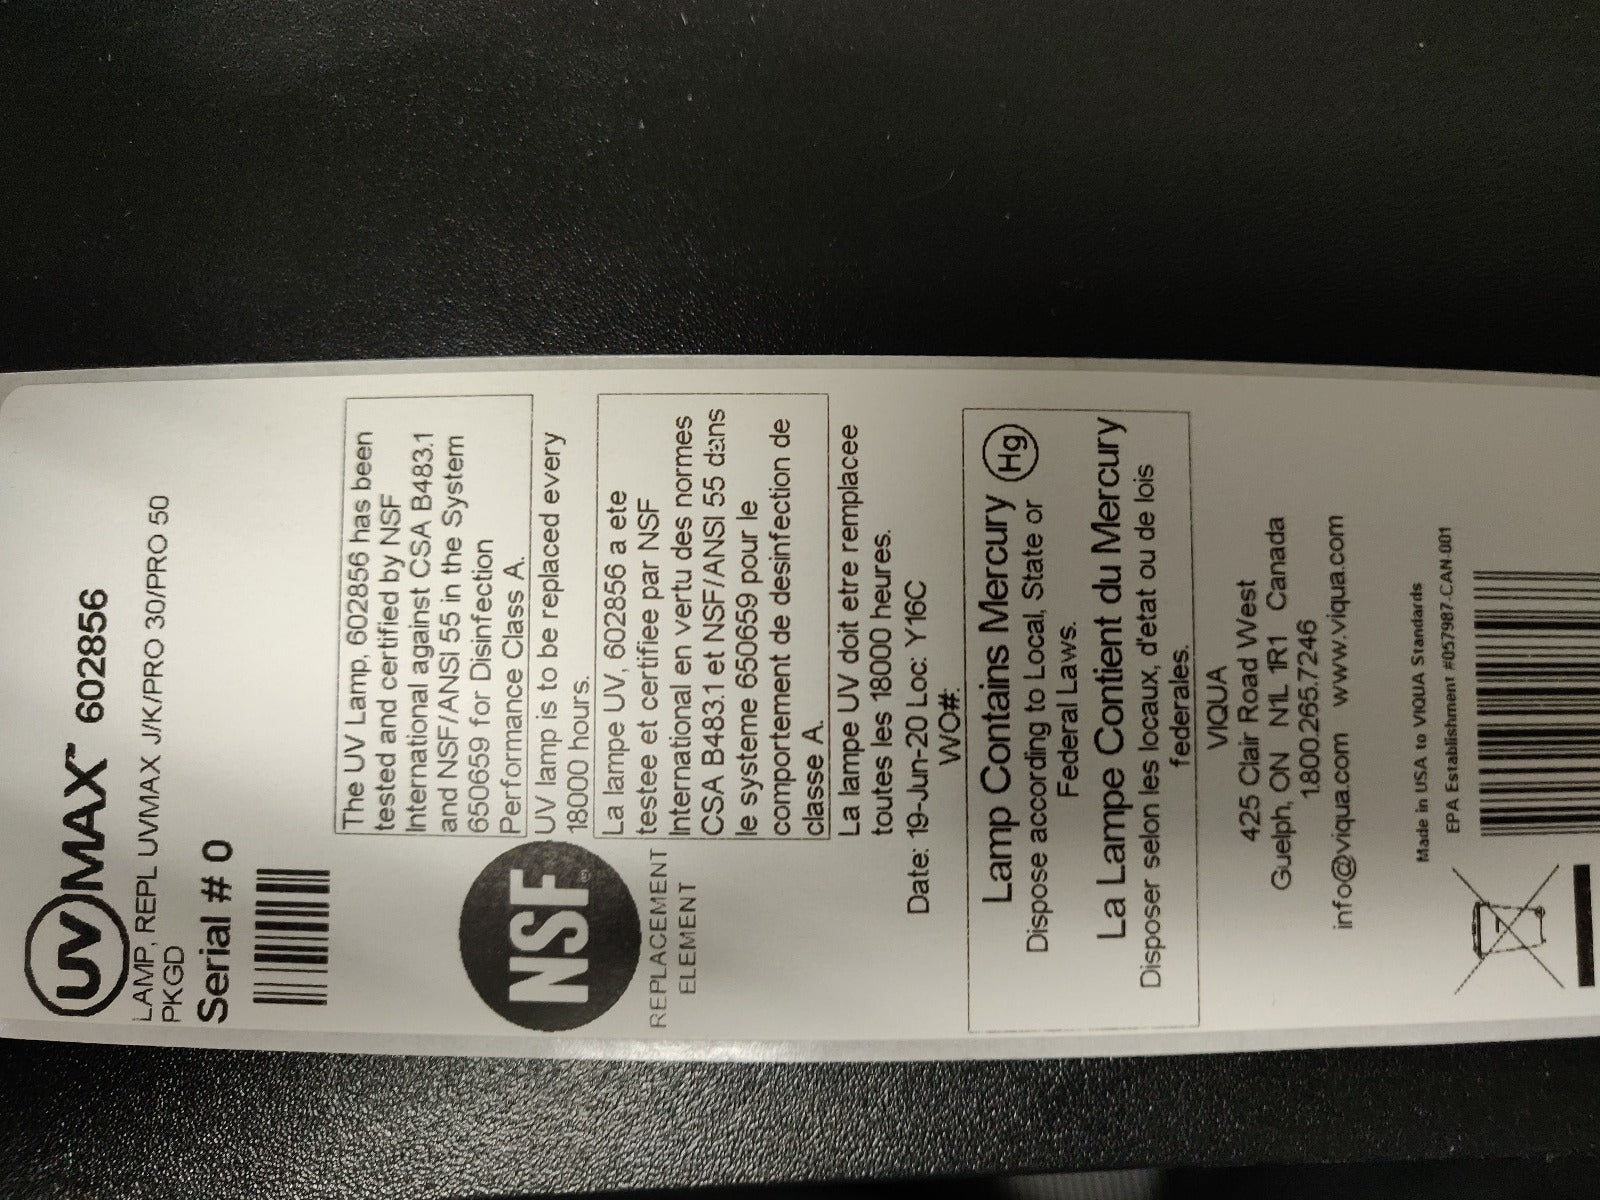 UVMAX™ 602856
LAMP, REPL UVMAX J/K/PRO 30/PRO 50
PKGD
Serial # 0
The UV Lamp, 602856 has been
tested and certified by NSF
International against CSA B483.1
and NSF/ANSI 55 in the System
650659 for Disinfection
Performance Class A.
UV lamp is to be replaced every
18000 hours.
NSF®
REPLACEMENT
ELEMENT
La lampe UV, 602856 a ete
testee et certifiee par NSF
International en vertu des normes
CSA B483.1 et NSF/ANSI 55 dans
le systeme 650659 pour le
comportement de desinfection de
classe A.
La lampe UV doit etre remplacee
toutes les 18000 heures.
Date: 19-Jun-20 Loc: Y16C
WO#:
Lamp Contains Mercury Hg
Dispose according to Local, State or
Federal Laws.
La Lampe Contient du Mercury
Disposer selon les locaux, d'etat ou de lois
federales.
VIQUA
425 Clair Road West
Guelph, ON N1L 1R1 Canada
1.800.265.7246
info@viqua.com www.viqua.com
Made in USA to VIQUA Standards
EPA Establishment #057987-CAN-001